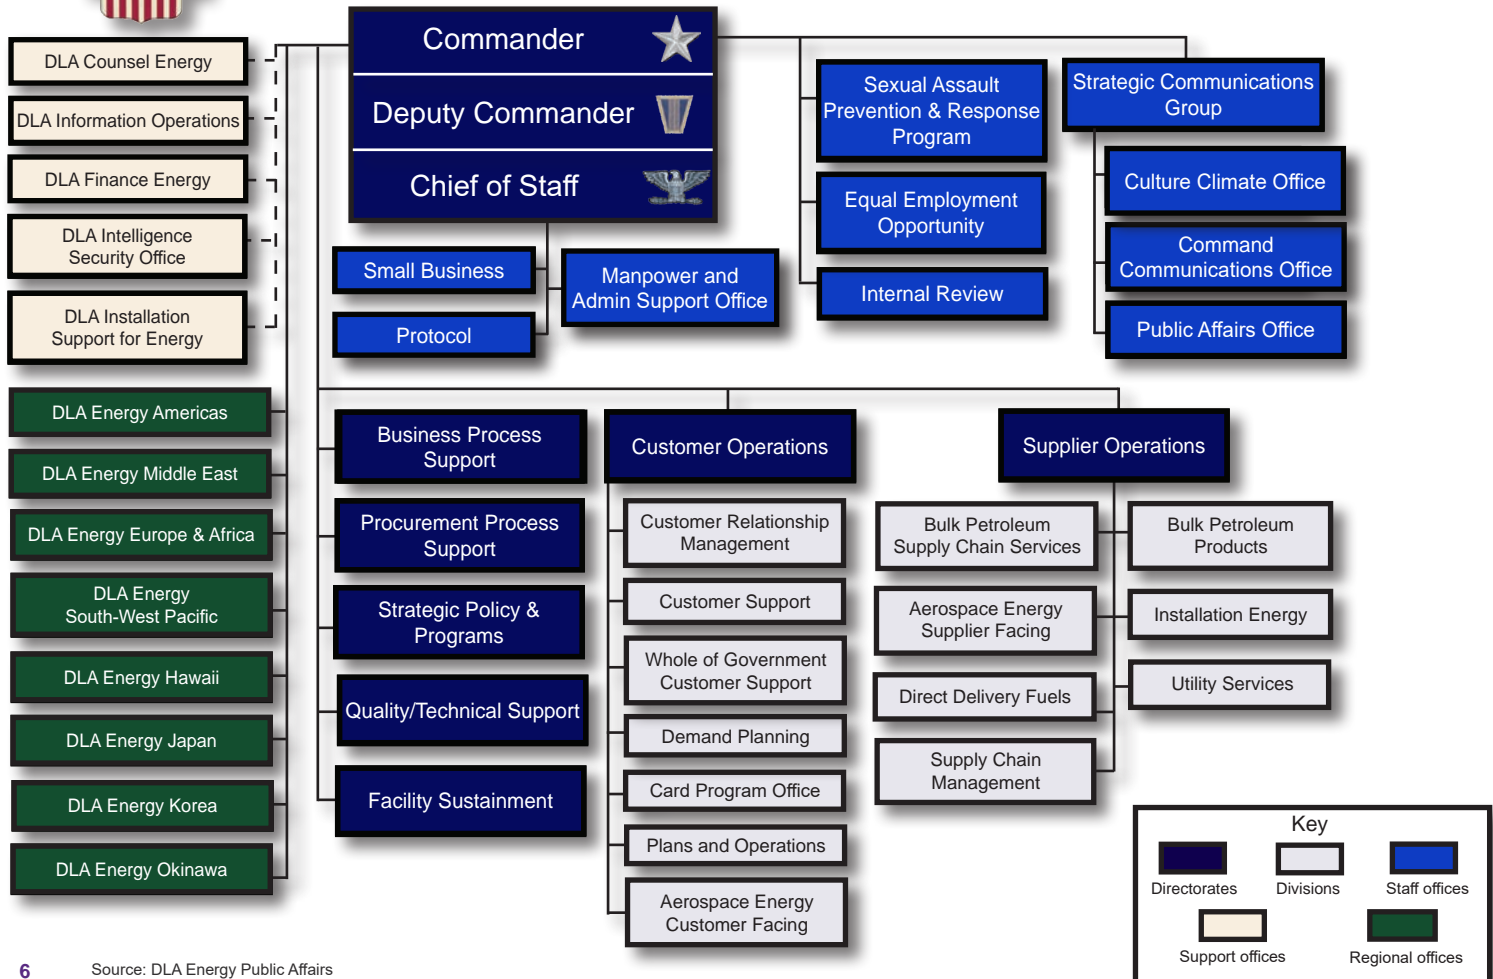 Commander
Deputy Commander
Chief of Staff
DLA Counsel Energy
DLA Information Operations
DLA Finance Energy
DLA Intelligence
Security Office
DLA Installation
Support for Energy
DLA Energy Americas
DLA Energy Middle East
DLA Energy Europe & Africa
DLA Energy
South-West Pacific
DLA Energy Hawaii
DLA Energy Japan
DLA Energy Korea
DLA Energy Okinawa
Small Business
Protocol
Manpower and
Admin Support Office
Sexual Assault
Prevention & Response
Program
Equal Employment
Opportunity
Internal Review
Strategic Communications
Group
Culture Climate Office
Command
Communications Office
Public Affairs Office
Business Process
Support
Procurement Process
Support
Strategic Policy &
Programs
Quality/Technical Support
Facility Sustainment
Customer Operations
Customer Relationship
Management
Customer Support
Whole of Government
Customer Support
Demand Planning
Card Program Office
Plans and Operations
Aerospace Energy
Customer Facing
Supplier Operations
Bulk Petroleum
Supply Chain Services
Aerospace Energy
Supplier Facing
Direct Delivery Fuels
Supply Chain
Management
Bulk Petroleum
Products
Installation Energy
Utility Services
Key
Directorates
Divisions
Staff offices
Support offices
Regional offices
6
Source: DLA Energy Public Affairs